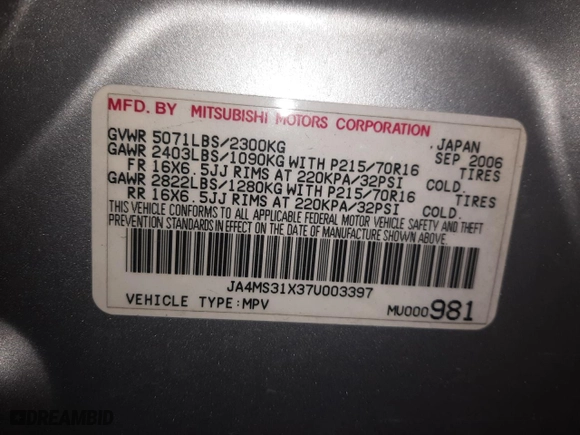 MFD. BY MITSUBISHI MOTORS CORPORATION
GVWR 5071LBS/2300KG JAPAN
GAWR 2403LBS/1090KG WITH P215/70R16 SEP 2006
FR 16X6.5JJ RIMS AT 220KPA/32PSI TIRES COLD.
GAWR 2822LBS/1280KG WITH P215/70R16 TIRES
RR 16X6.5JJ RIMS AT 220KPA/32PSI COLD.
THIS VEHICLE CONFORMS TO ALL APPLICABLE FEDERAL MOTOR VEHICLE SAFETY AND THEFT
PREVENTION STANDARDS IN EFFECT ON THE DATE OF MANUFACTURE SHOWN ABOVE.
JA4MS31X37U003397
VEHICLE TYPE:MPV MU000981
DREAMBID